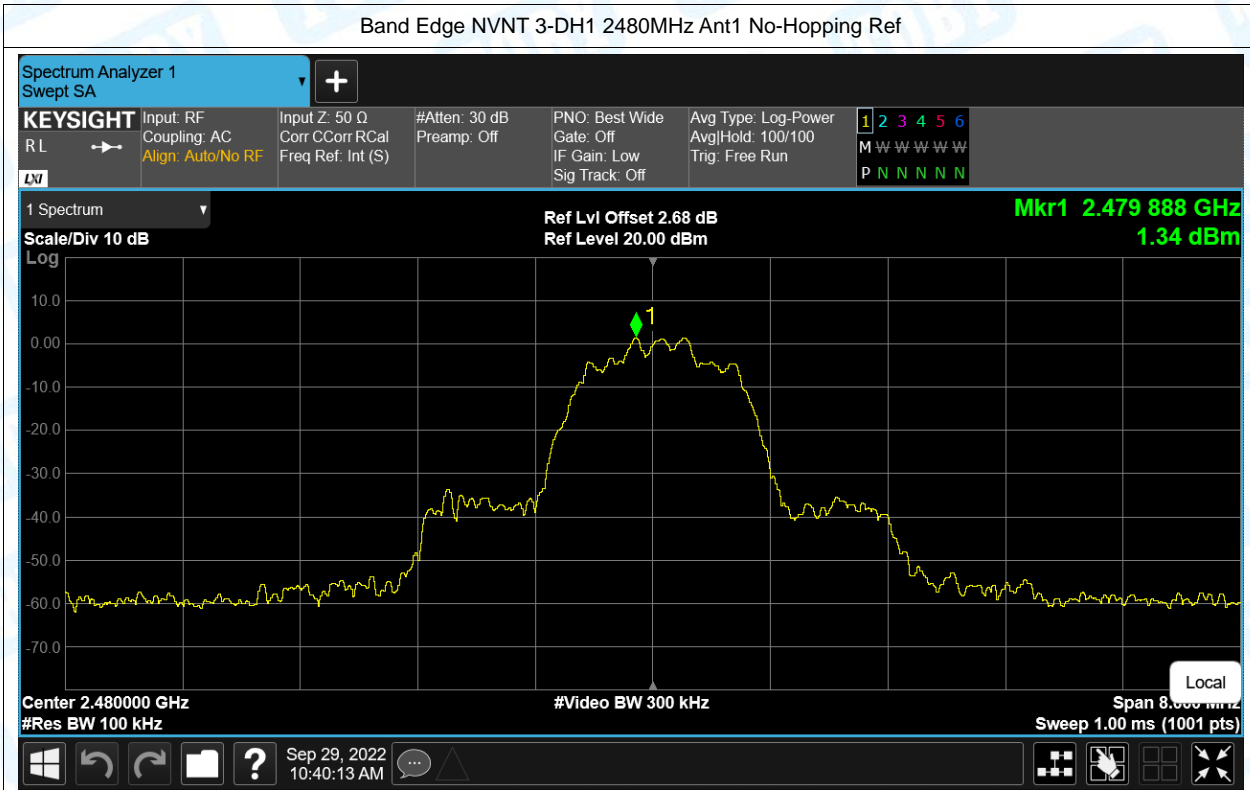 Band Edge NVNT 3-DH1 2480MHz Ant1 No-Hopping Ref
Spectrum Analyzer 1
Swept SA
+
KEYSIGHT
R L
LXI
Input: RF
Coupling: AC
Align: Auto/No RF
Input Z: 50 Ω
Corr CCorr RCal
Freq Ref: Int (S)
#Atten: 30 dB
Preamp: Off
PNO: Best Wide
Gate: Off
IF Gain: Low
Sig Track: Off
Avg Type: Log-Power
Avg|Hold: 100/100
Trig: Free Run
1 2 3 4 5 6
M W W W W W
P N N N N N
1 Spectrum
Scale/Div 10 dB
Ref Lvl Offset 2.68 dB
Ref Level 20.00 dBm
Mkr1 2.479 888 GHz
1.34 dBm
Log
10.0
0.00
-10.0
-20.0
-30.0
-40.0
-50.0
-60.0
-70.0
1
Center 2.480000 GHz
#Res BW 100 kHz
#Video BW 300 kHz
Span 8.000 MHz
Sweep 1.00 ms (1001 pts)
Local
?
Sep 29, 2022
10:40:13 AM